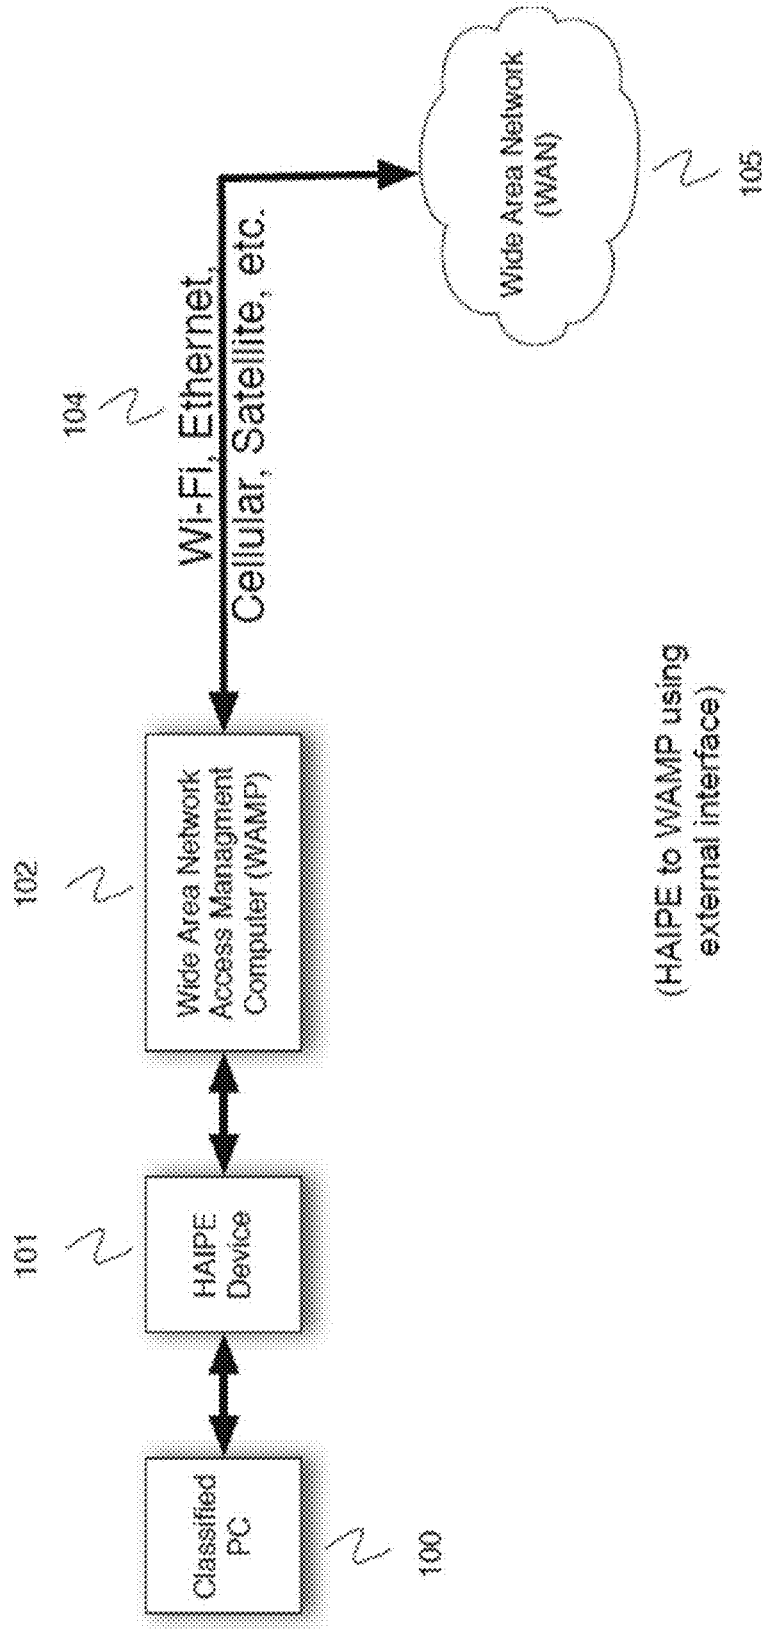 100
Classified
PC
101
HAIPE
Device
102
Wide Area Network
Access Managment
Computer (WAMP)
104
Wi-Fi, Ethernet,
Cellular, Satellite, etc.
Wide Area Network
(WAN)
105
(HAIPE to WAMP using
external interface)